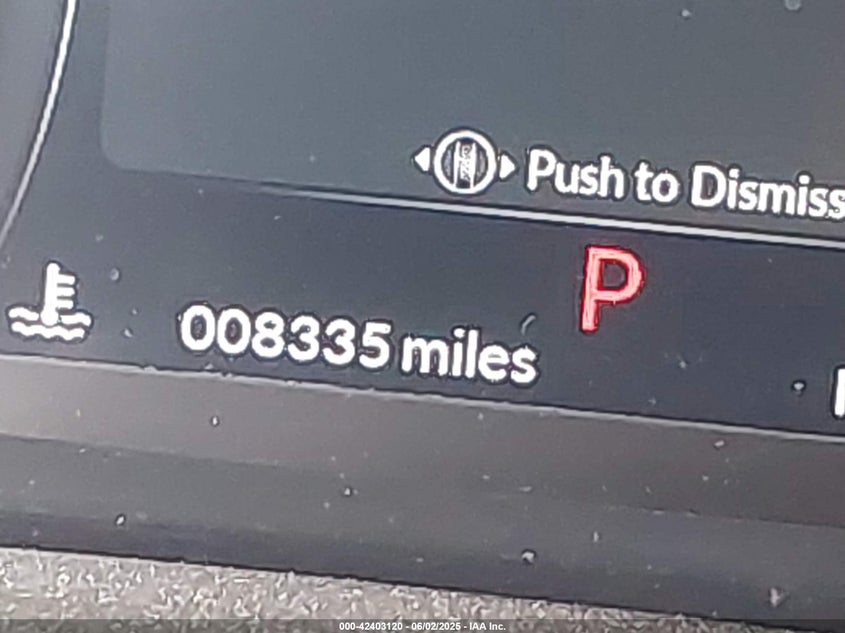 Push to Dismiss
P
008335 miles
000-42403120 - 06/02/2025 - IAA Inc.